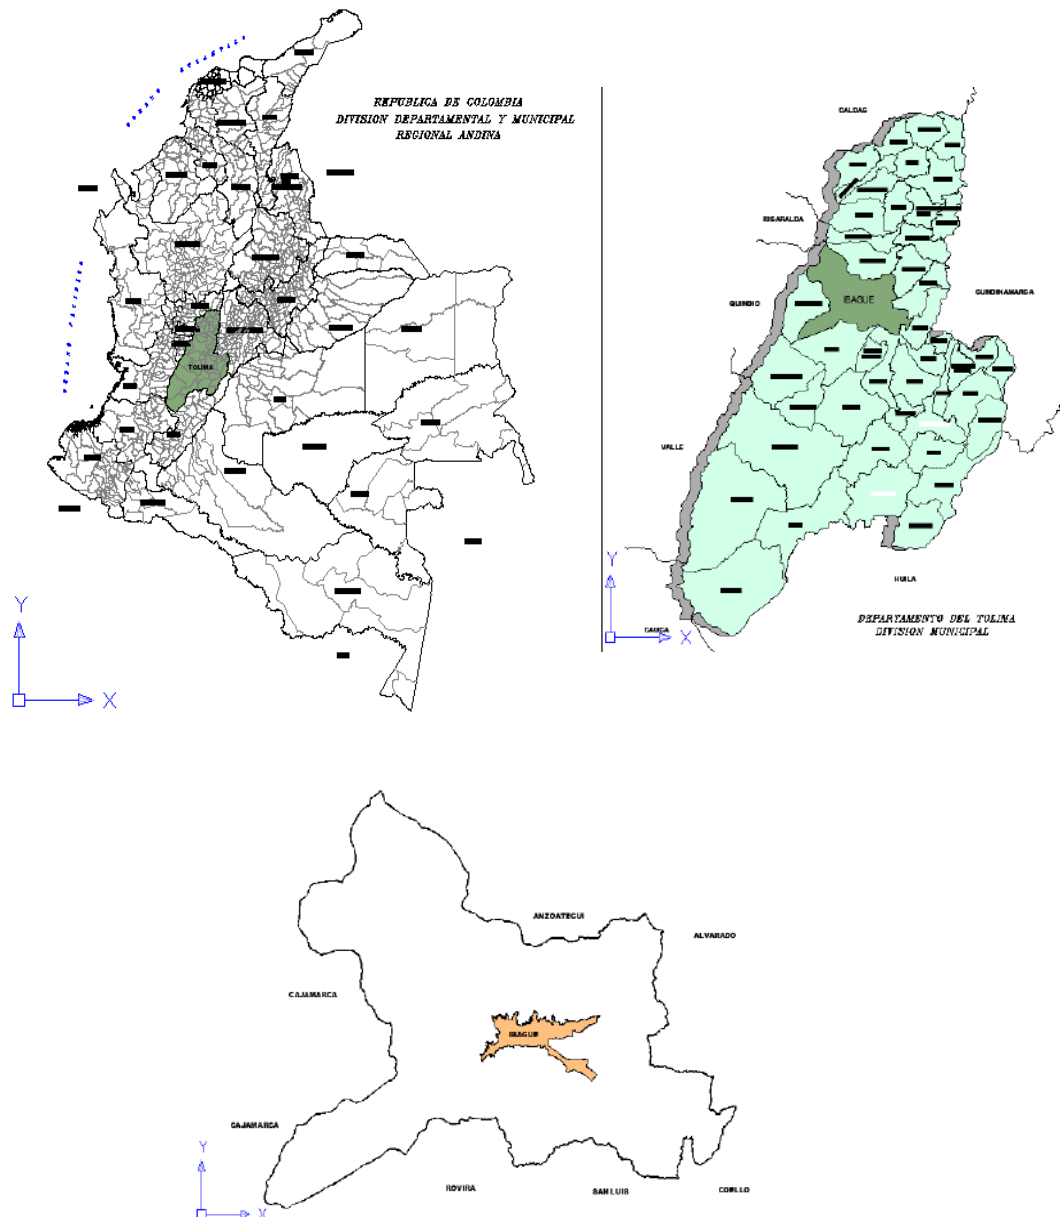 REPUBLICA DE COLOMBIA
DIVISION DEPARTAMENTAL Y MUNICIPAL
REGIONAL ANDINA
TOLIMA
Y
X
CALDAS
RISARALDA
QUINDIO
IBAGUE
CUNDINAMARCA
VALLE
HUILA
CAUCA
Y
X
DEPARTAMENTO DEL TOLIMA
DIVISION MUNICIPAL
ANZOATEGUI
ALVARADO
CAJAMARCA
IBAGUE
CAJAMARCA
ROVIRA
SAN LUIS
COELLO
Y
X